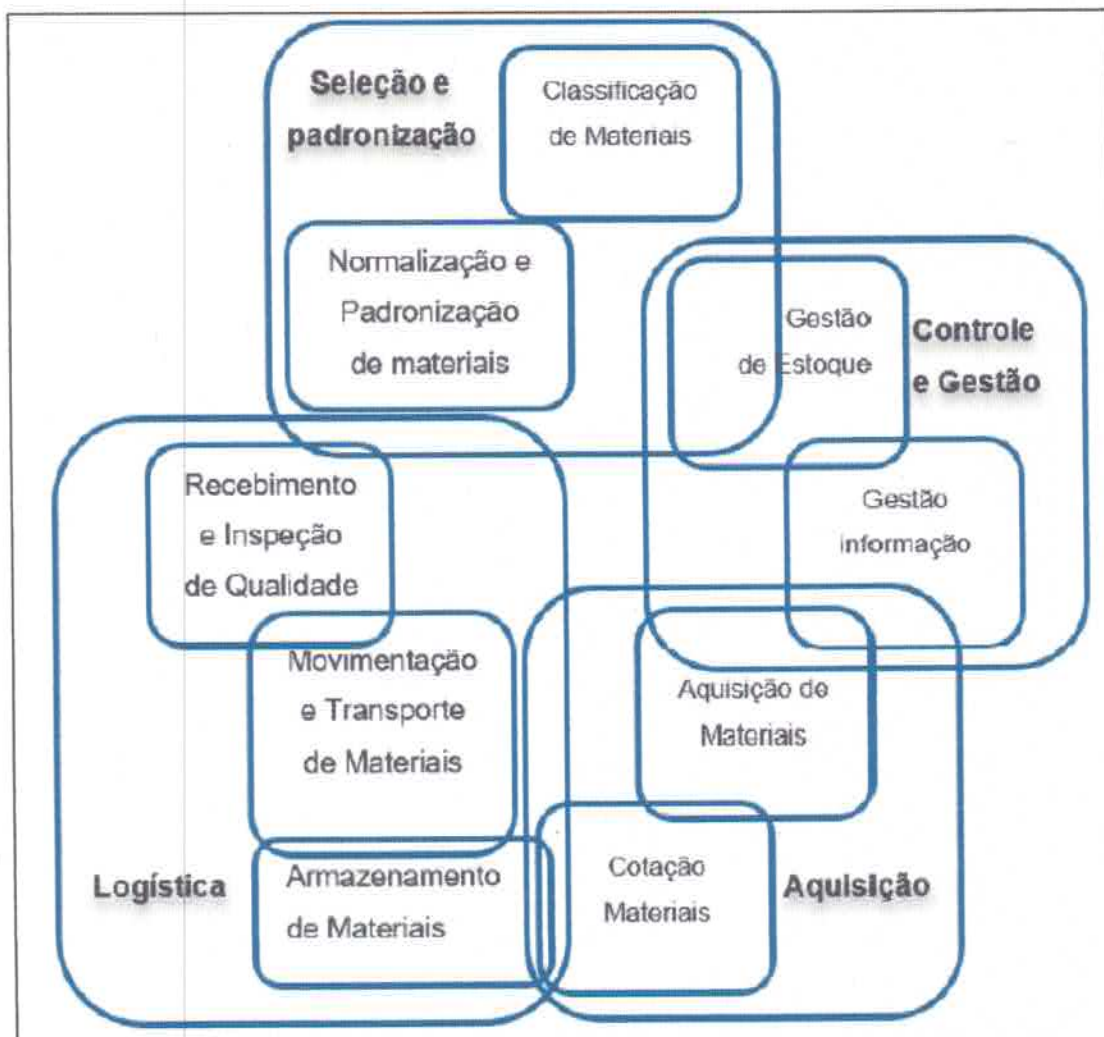 Seleção e
padronização
Classificação
de Materiais
Normalização e
Padronização
de materiais
Gestão
de Estoque
Controle
e Gestão
Gestão
informação
Recebimento
e Inspeção
de Qualidade
Movimentação
e Transporte
de Materiais
Aquisição de
Materiais
Logística
Armazenamento
de Materiais
Cotação
Materiais
Aquisição